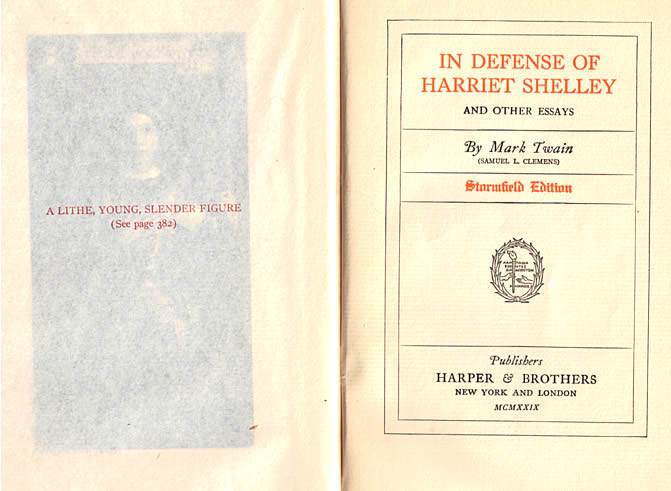 A LITHE, YOUNG, SLENDER FIGURE
(See page 382)
IN DEFENSE OF
HARRIET SHELLEY
AND OTHER ESSAYS
By Mark Twain
(SAMUEL L. CLEMENS)
Stormfield Edition
Publishers
HARPER & BROTHERS
NEW YORK AND LONDON
MCMXXIX